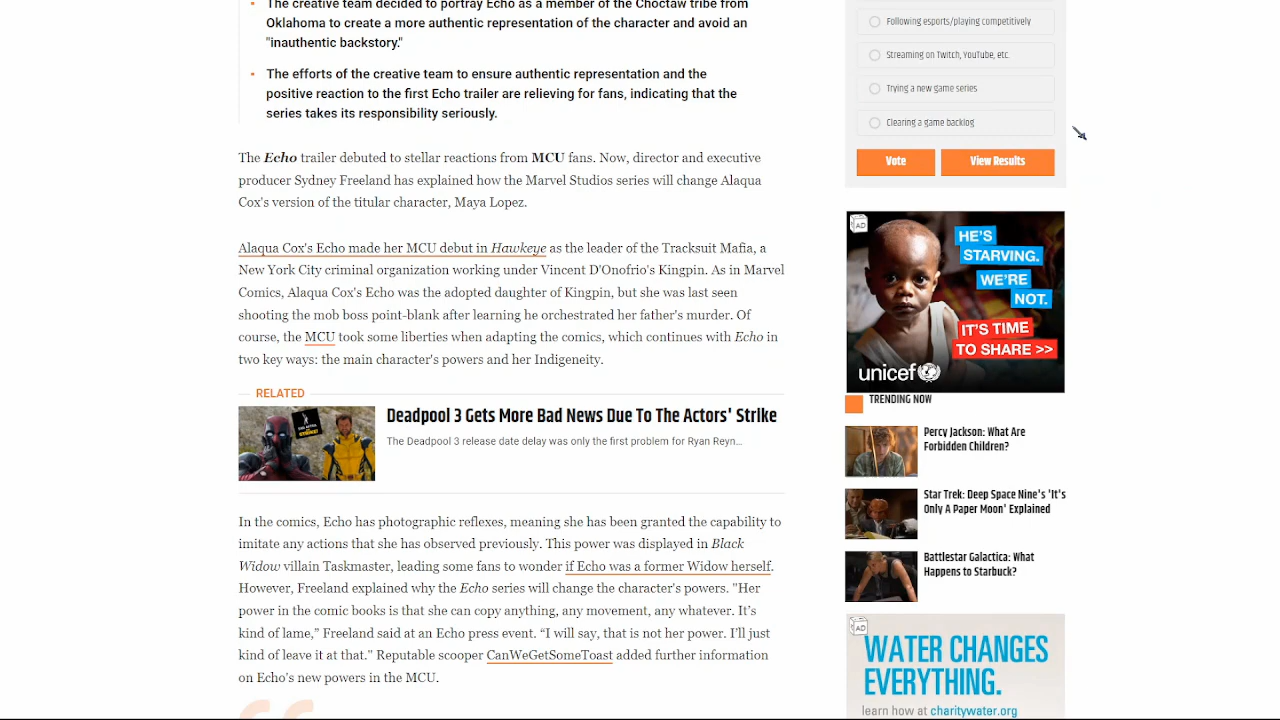 The creative team decided to portray Echo as a member of the Choctaw tribe from
Oklahoma to create a more authentic representation of the character and avoid an
"inauthentic backstory."
The efforts of the creative team to ensure authentic representation and the
positive reaction to the first Echo trailer are relieving for fans, indicating that the
series takes its responsibility seriously.
The Echo trailer debuted to stellar reactions from MCU fans. Now, director and executive
producer Sydney Freeland has explained how the Marvel Studios series will change Alaqua
Cox's version of the titular character, Maya Lopez.
Alaqua Cox's Echo made her MCU debut in Hawkeye as the leader of the Tracksuit Mafia, a
New York City criminal organization working under Vincent D'Onofrio's Kingpin. As in Marvel
Comics, Alaqua Cox's Echo was the adopted daughter of Kingpin, but she was last seen
shooting the mob boss point-blank after learning he orchestrated her father's murder. Of
course, the MCU took some liberties when adapting the comics, which continues with Echo in
two key ways: the main character's powers and her Indigeneity.
RELATED
Deadpool 3 Gets More Bad News Due To The Actors' Strike
The Deadpool 3 release date delay was only the first problem for Ryan Reyn...
In the comics, Echo has photographic reflexes, meaning she has been granted the capability to
imitate any actions that she has observed previously. This power was displayed in Black
Widow villain Taskmaster, leading some fans to wonder if Echo was a former Widow herself.
However, Freeland explained why the Echo series will change the character's powers. "Her
power in the comic books is that she can copy anything, any movement, any whatever. It's
kind of lame,” Freeland said at an Echo press event. “I will say, that is not her power. I'll just
kind of leave it at that.” Reputable scooper CanWeGetSomeToast added further information
on Echo's new powers in the MCU.
Following esports/playing competitively
Streaming on Twitch, YouTube, etc.
Trying a new game series
Clearing a game backlog
Vote
View Results
AD
HE'S
STARVING.
WE'RE
NOT.
IT'S TIME
TO SHARE >>
unicef
TRENDING NOW
Percy Jackson: What Are
Forbidden Children?
Star Trek: Deep Space Nine's 'It's
Only A Paper Moon' Explained
Battlestar Galactica: What
Happens to Starbuck?
AD
WATER CHANGES
EVERYTHING.
learn how at charitywater.org